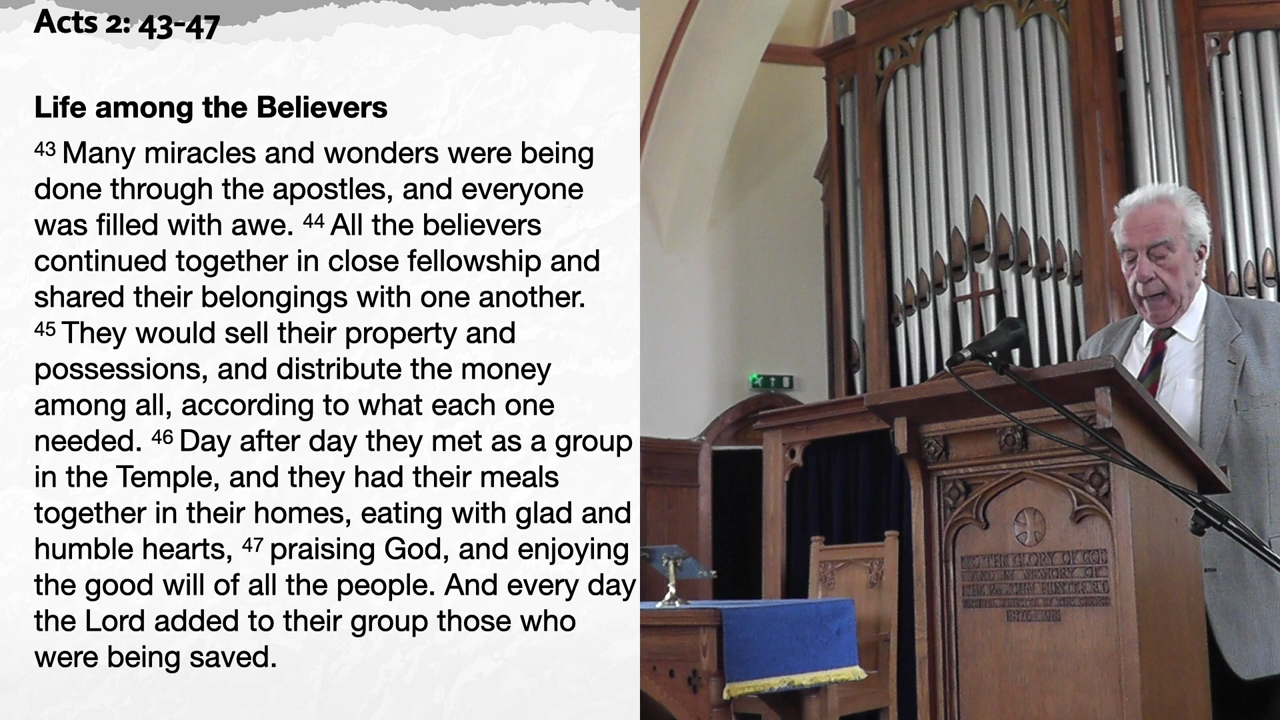 Acts 2: 43-47
Life among the Believers
43 Many miracles and wonders were being
done through the apostles, and everyone
was filled with awe. 44 All the believers
continued together in close fellowship and
shared their belongings with one another.
45 They would sell their property and
possessions, and distribute the money
among all, according to what each one
needed. 46 Day after day they met as a group
in the Temple, and they had their meals
together in their homes, eating with glad and
humble hearts, 47 praising God, and enjoying
the good will of all the people. And every day
the Lord added to their group those who
were being saved.
TO THE GLORY OF GOD
AND IN MEMORY OF